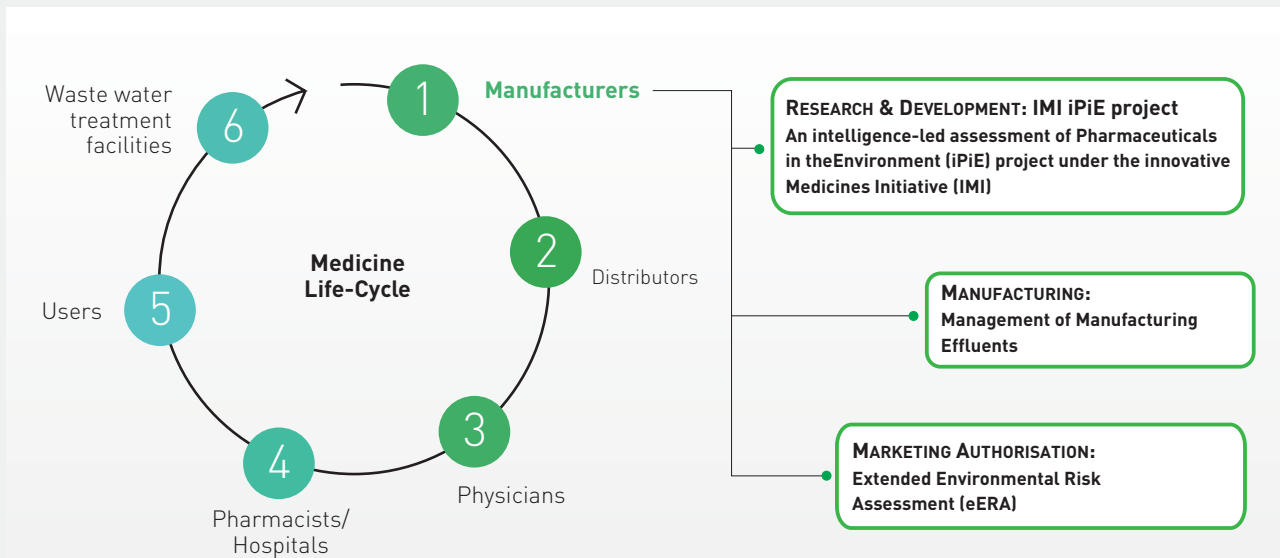 1
Manufacturers
2
Distributors
3
Physicians
4
Pharmacists/
Hospitals
5
Users
6
Waste water
treatment
facilities
Medicine
Life-Cycle
RESEARCH & DEVELOPMENT: IMI iPiE project
An intelligence-led assessment of Pharmaceuticals
in theEnvironment (iPiE) project under the innovative
Medicines Initiative (IMI)
MANUFACTURING:
Management of Manufacturing
Effluents
MARKETING AUTHORISATION:
Extended Environmental Risk
Assessment (eERA)